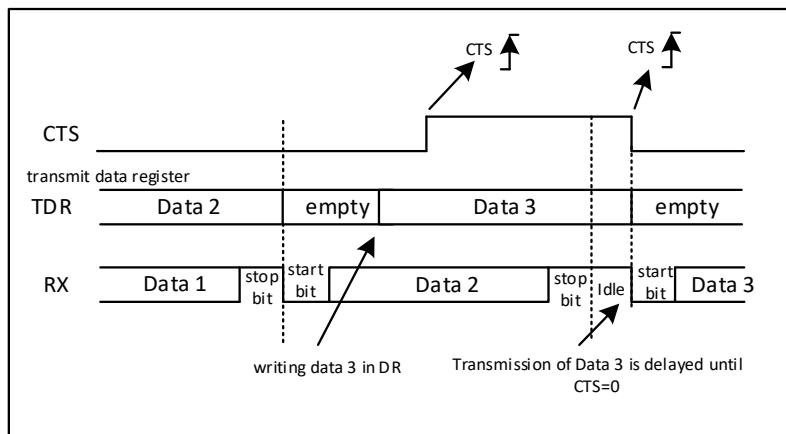 CTS
CTS
CTS
transmit data register
TDR
Data 2
empty
Data 3
empty
RX
Data 1
stop
bit
start
bit
Data 2
stop
bit
Idle
start
bit
Data 3
writing data 3 in DR
Transmission of Data 3 is delayed until
CTS=0